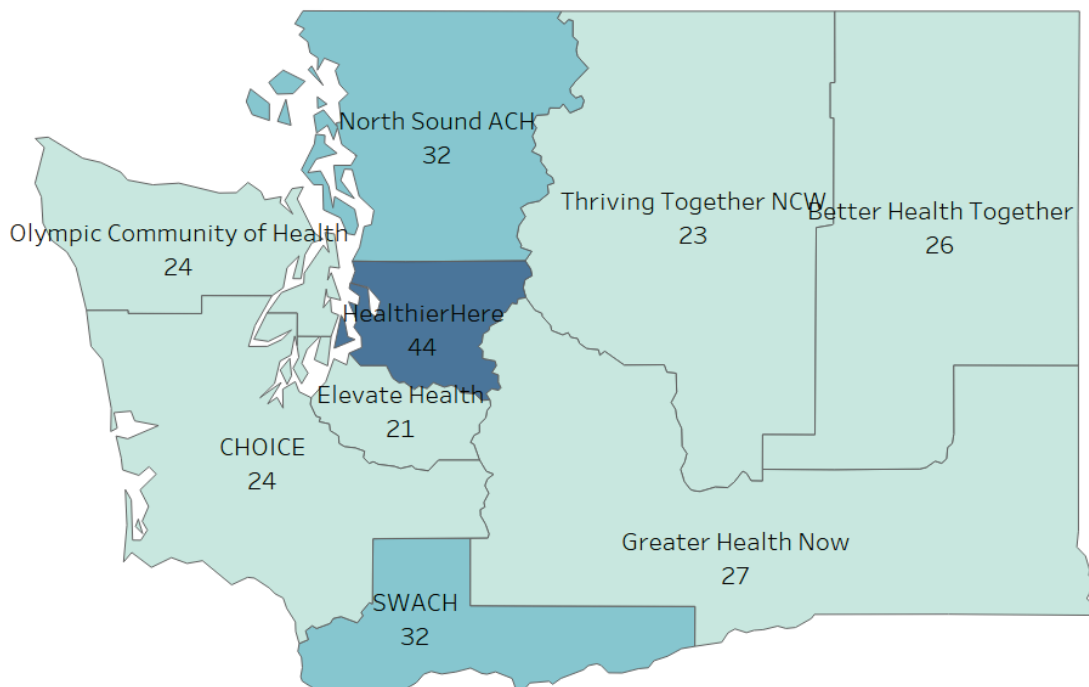 North Sound ACH
32
Thriving Together NCW
23
Better Health Together
26
Olympic Community of Health
24
HealthierHere
44
Elevate Health
21
CHOICE
24
Greater Health Now
27
SWACH
32